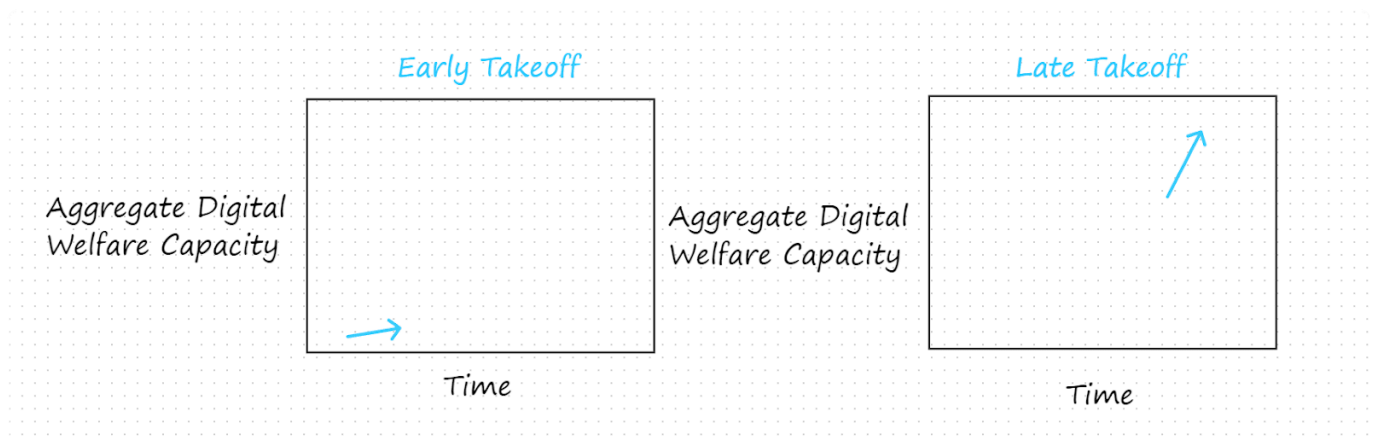 Early Takeoff
Late Takeoff
Aggregate Digital
Welfare Capacity
Aggregate Digital
Welfare Capacity
Time
Time